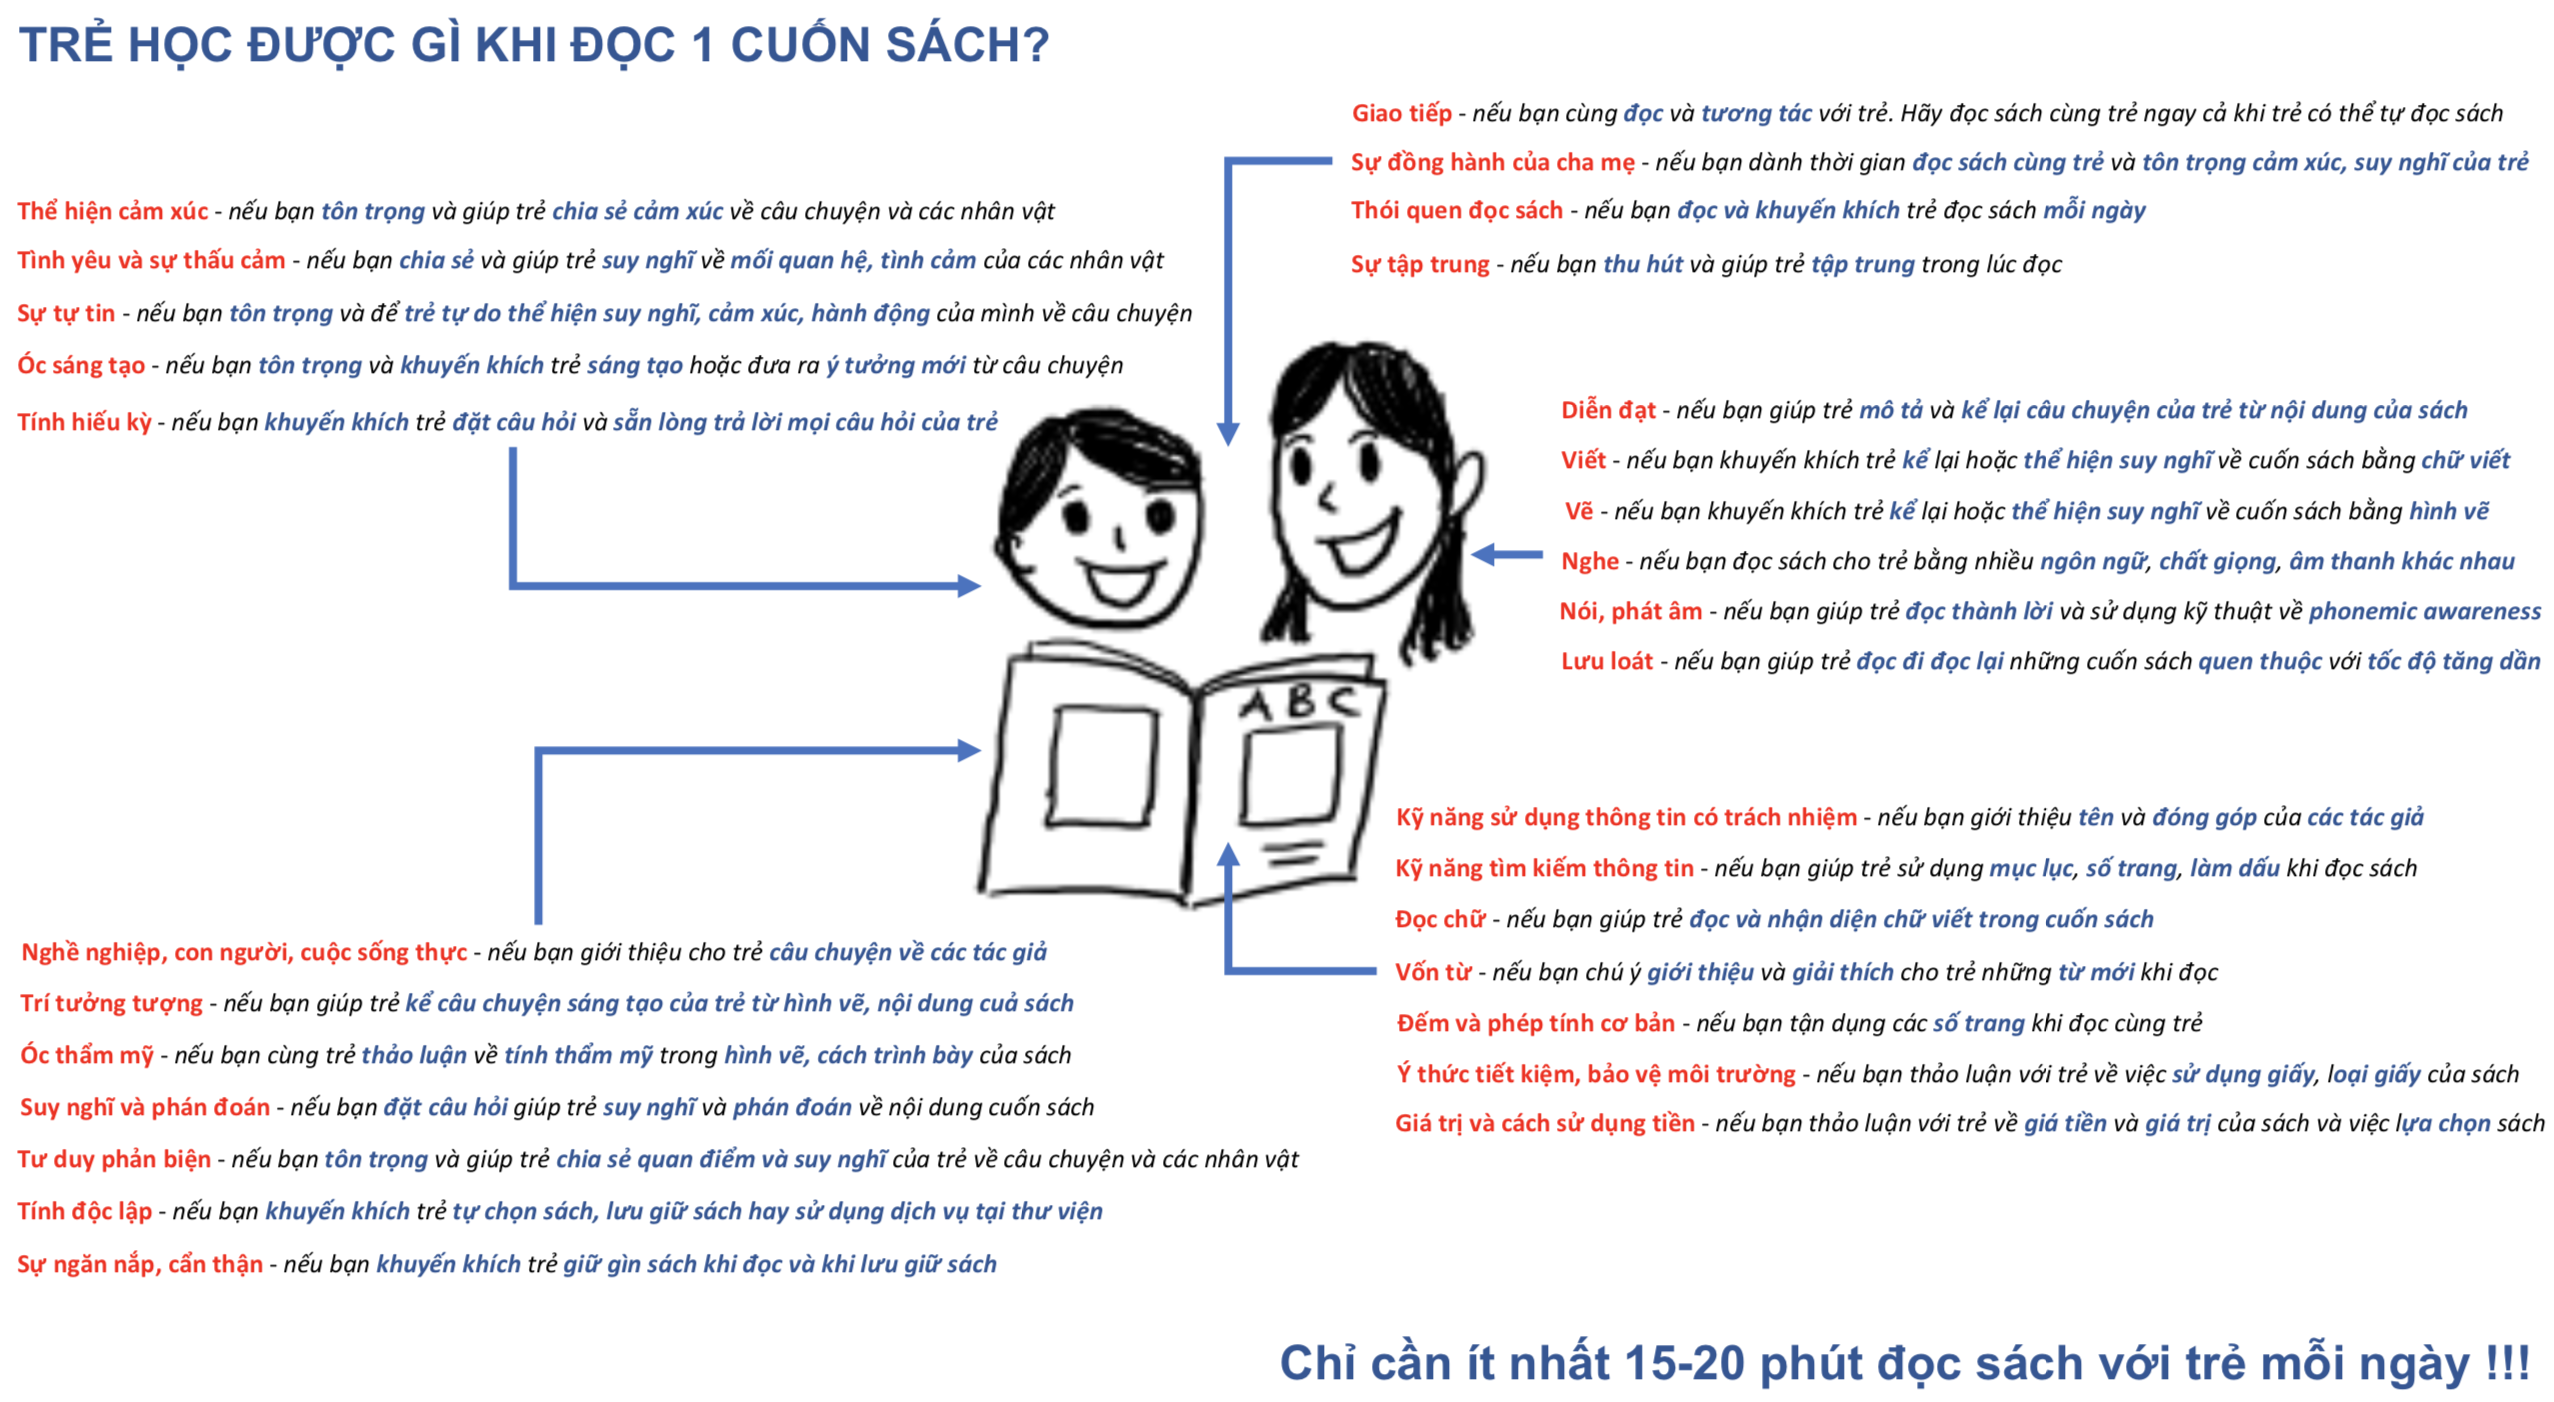 TRẺ HỌC ĐƯỢC GÌ KHI ĐỌC 1 CUỐN SÁCH?
Thể hiện cảm xúc - nếu bạn tôn trọng và giúp trẻ chia sẻ cảm xúc về câu chuyện và các nhân vật
Tình yêu và sự thấu cảm - nếu bạn chia sẻ và giúp trẻ suy nghĩ về mối quan hệ, tình cảm của các nhân vật
Sự tự tin - nếu bạn tôn trọng và để trẻ tự do thể hiện suy nghĩ, cảm xúc, hành động của mình về câu chuyện
Óc sáng tạo - nếu bạn tôn trọng và khuyến khích trẻ sáng tạo hoặc đưa ra ý tưởng mới từ câu chuyện
Tính hiếu kỳ - nếu bạn khuyến khích trẻ đặt câu hỏi và sẵn lòng trả lời mọi câu hỏi của trẻ
Giao tiếp - nếu bạn cùng đọc và tương tác với trẻ. Hãy đọc sách cùng trẻ ngay cả khi trẻ có thể tự đọc sách
Sự đồng hành của cha mẹ - nếu bạn dành thời gian đọc sách cùng trẻ và tôn trọng cảm xúc, suy nghĩ của trẻ
Thói quen đọc sách - nếu bạn đọc và khuyến khích trẻ đọc sách mỗi ngày
Sự tập trung - nếu bạn thu hút và giúp trẻ tập trung trong lúc đọc
Diễn đạt - nếu bạn giúp trẻ mô tả và kể lại câu chuyện của trẻ từ nội dung của sách
Viết - nếu bạn khuyến khích trẻ kể lại hoặc thể hiện suy nghĩ về cuốn sách bằng chữ viết
Vẽ - nếu bạn khuyến khích trẻ kể lại hoặc thể hiện suy nghĩ về cuốn sách bằng hình vẽ
Nghe - nếu bạn đọc sách cho trẻ bằng nhiều ngôn ngữ, chất giọng, âm thanh khác nhau
Nói, phát âm - nếu bạn giúp trẻ đọc thành lời và sử dụng kỹ thuật về phonemic awareness
Lưu loát - nếu bạn giúp trẻ đọc đi đọc lại những cuốn sách quen thuộc với tốc độ tăng dần
A B C
Nghề nghiệp, con người, cuộc sống thực - nếu bạn giới thiệu cho trẻ câu chuyện về các tác giả
Trí tưởng tượng - nếu bạn giúp trẻ kể câu chuyện sáng tạo của trẻ từ hình vẽ, nội dung cuả sách
Óc thẩm mỹ - nếu bạn cùng trẻ thảo luận về tính thẩm mỹ trong hình vẽ, cách trình bày của sách
Suy nghĩ và phán đoán - nếu bạn đặt câu hỏi giúp trẻ suy nghĩ và phán đoán về nội dung cuốn sách
Tư duy phản biện - nếu bạn tôn trọng và giúp trẻ chia sẻ quan điểm và suy nghĩ của trẻ về câu chuyện và các nhân vật
Tính độc lập - nếu bạn khuyến khích trẻ tự chọn sách, lưu giữ sách hay sử dụng dịch vụ tại thư viện
Sự ngăn nắp, cẩn thận - nếu bạn khuyến khích trẻ giữ gìn sách khi đọc và khi lưu giữ sách
Kỹ năng sử dụng thông tin có trách nhiệm - nếu bạn giới thiệu tên và đóng góp của các tác giả
Kỹ năng tìm kiếm thông tin - nếu bạn giúp trẻ sử dụng mục lục, số trang, làm dấu khi đọc sách
Đọc chữ - nếu bạn giúp trẻ đọc và nhận diện chữ viết trong cuốn sách
Vốn từ - nếu bạn chú ý giới thiệu và giải thích cho trẻ những từ mới khi đọc
Đếm và phép tính cơ bản - nếu bạn tận dụng các số trang khi đọc cùng trẻ
Ý thức tiết kiệm, bảo vệ môi trường - nếu bạn thảo luận với trẻ về việc sử dụng giấy, loại giấy của sách
Giá trị và cách sử dụng tiền - nếu bạn thảo luận với trẻ về giá tiền và giá trị của sách và việc lựa chọn sách
Chỉ cần ít nhất 15-20 phút đọc sách với trẻ mỗi ngày !!!